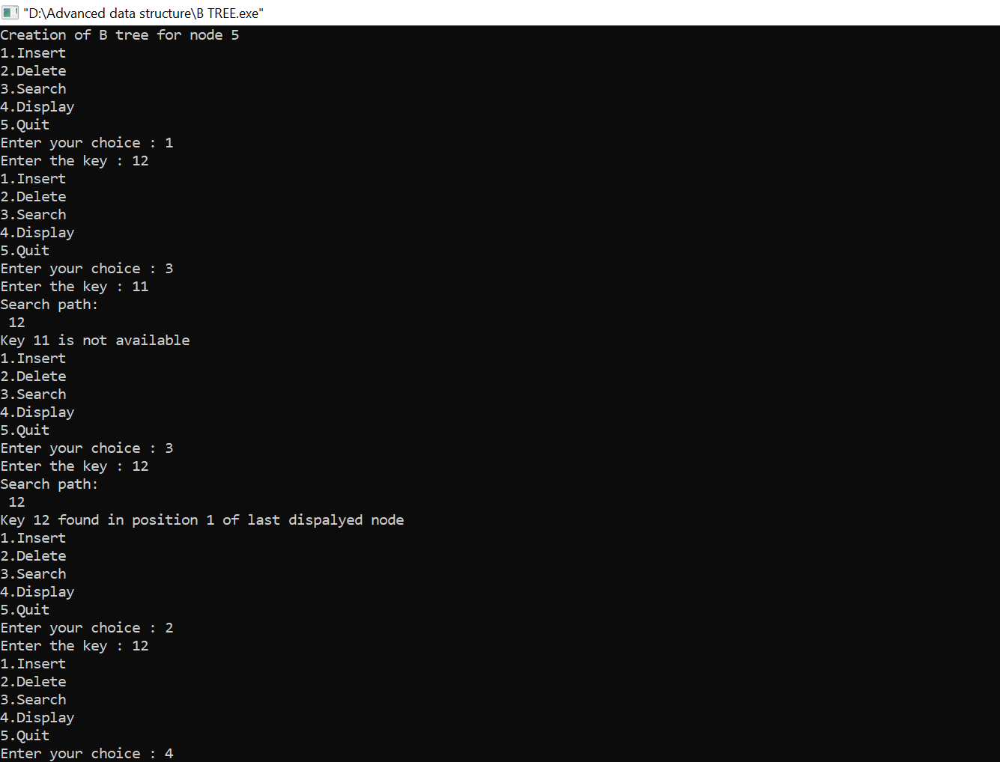 "D:\Advanced data structure\B TREE.exe"
Creation of B tree for node 5
1.Insert
2.Delete
3.Search
4.Display
5.Quit
Enter your choice : 1
Enter the key : 12
1.Insert
2.Delete
3.Search
4.Display
5.Quit
Enter your choice : 3
Enter the key : 11
Search path:
 12
Key 11 is not available
1.Insert
2.Delete
3.Search
4.Display
5.Quit
Enter your choice : 3
Enter the key : 12
Search path:
 12
Key 12 found in position 1 of last dispalyed node
1.Insert
2.Delete
3.Search
4.Display
5.Quit
Enter your choice : 2
Enter the key : 12
1.Insert
2.Delete
3.Search
4.Display
5.Quit
Enter your choice : 4